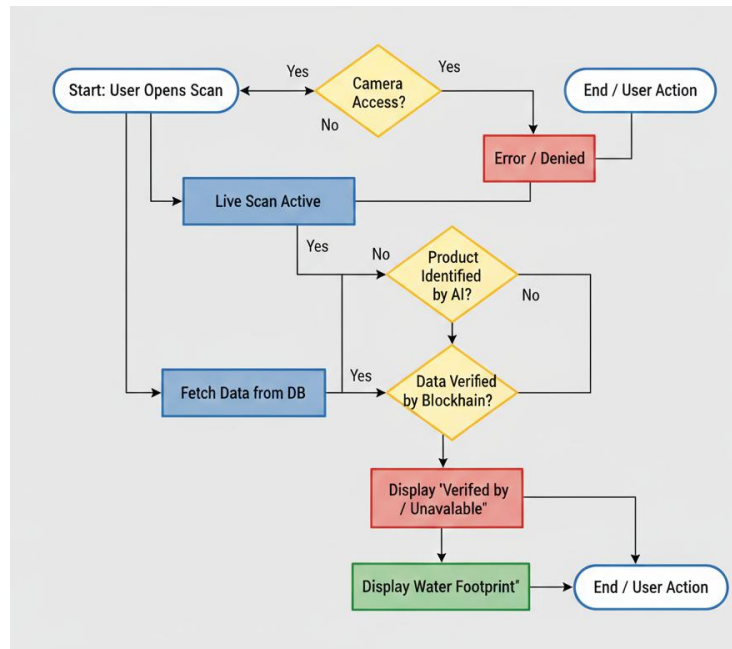 Yes
Yes
Start: User Opens Scan
Camera
Access?
End / User Action
No
Error / Denied
Live Scan Active
Yes
No
Product
Identified
by AI?
No
Yes
Fetch Data from DB
Data Verified
by Blockhain?
Display "Verifed by
/ Unavalable"
Display Water Footprint"
End / User Action